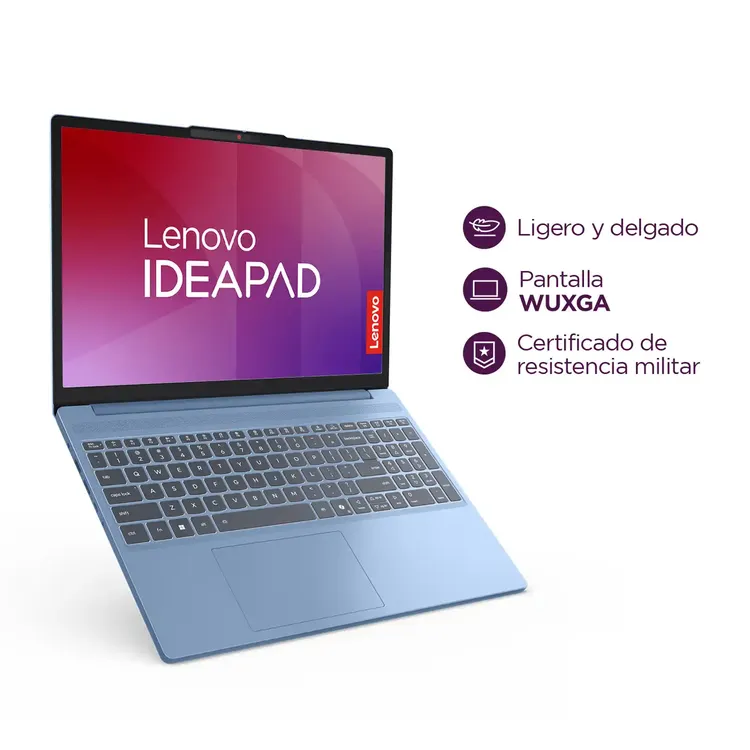 Lenovo
IDEAPAD
Lenovo
Ligero y delgado
Pantalla
WUXGA
Certificado de
resistencia militar